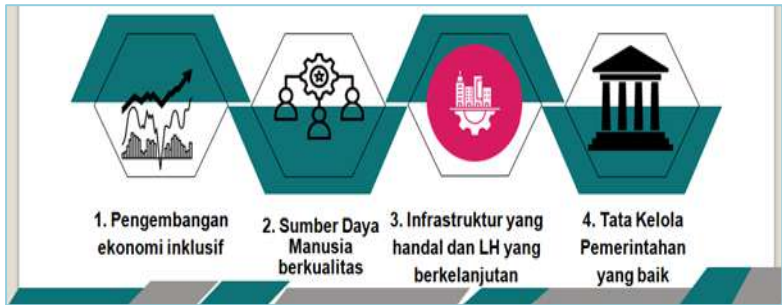 1. Pengembangan
ekonomi inklusif
2. Sumber Daya
Manusia
berkualitas
3. Infrastruktur yang
handal dan LH yang
berkelanjutan
4. Tata Kelola
Pemerintahan
yang baik